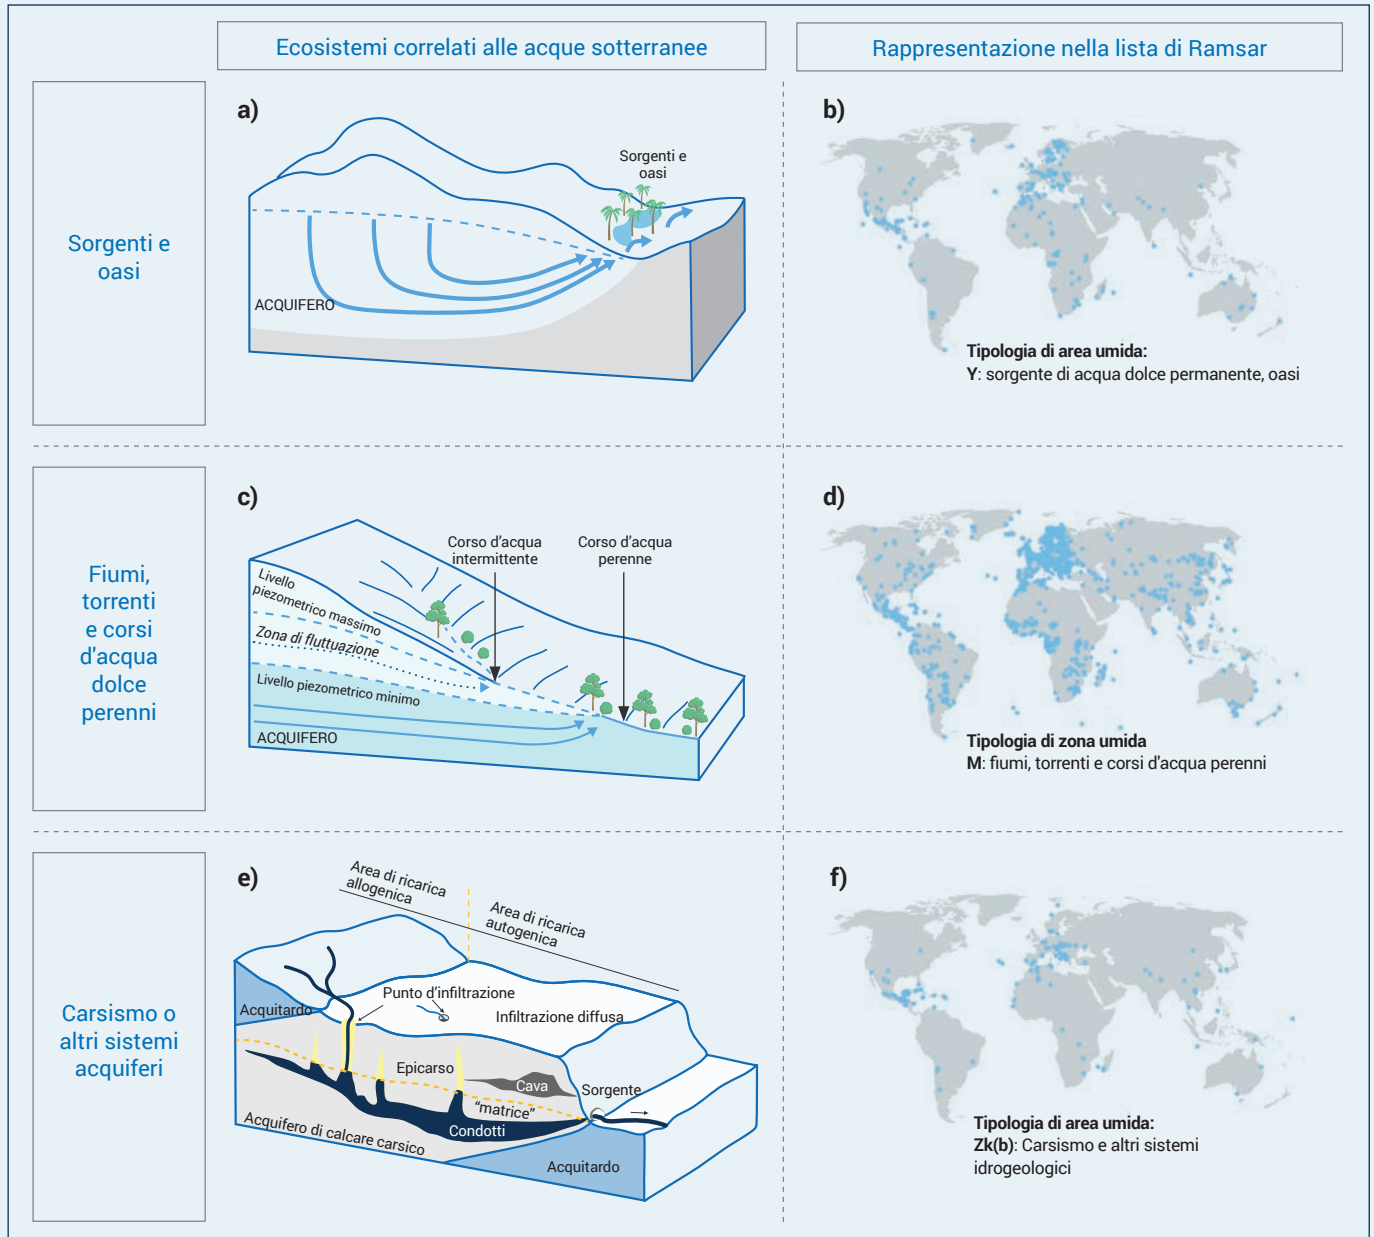 Ecosistemi correlati alle acque sotterranee
Rappresentazione nella lista di Ramsar
Sorgenti e
oasi
a)
Sorgenti e
oasi
ACQUIFERO
b)
Tipologia di area umida:
Y: sorgente di acqua dolce permanente, oasi
Fiumi,
torrenti
e corsi
d'acqua
dolce
perenni
c)
Corso d'acqua
intermittente
Corso d'acqua
perenne
Livello
piezometrico massimo
Zona di fluttuazione
Livello piezometrico minimo
ACQUIFERO
d)
Tipologia di zona umida
M: fiumi, torrenti e corsi d'acqua perenni
Carsismo o
altri sistemi
acquiferi
e)
Area di ricarica
allogenica
Area di ricarica
autogenica
Acquitardo
Punto d'infiltrazione
Infiltrazione diffusa
Epicarso
Cava
Sorgente
"matrice"
Condotti
Acquifero di calcare carsico
Acquitardo
f)
Tipologia di area umida:
Zk(b): Carsismo e altri sistemi
idrogeologici